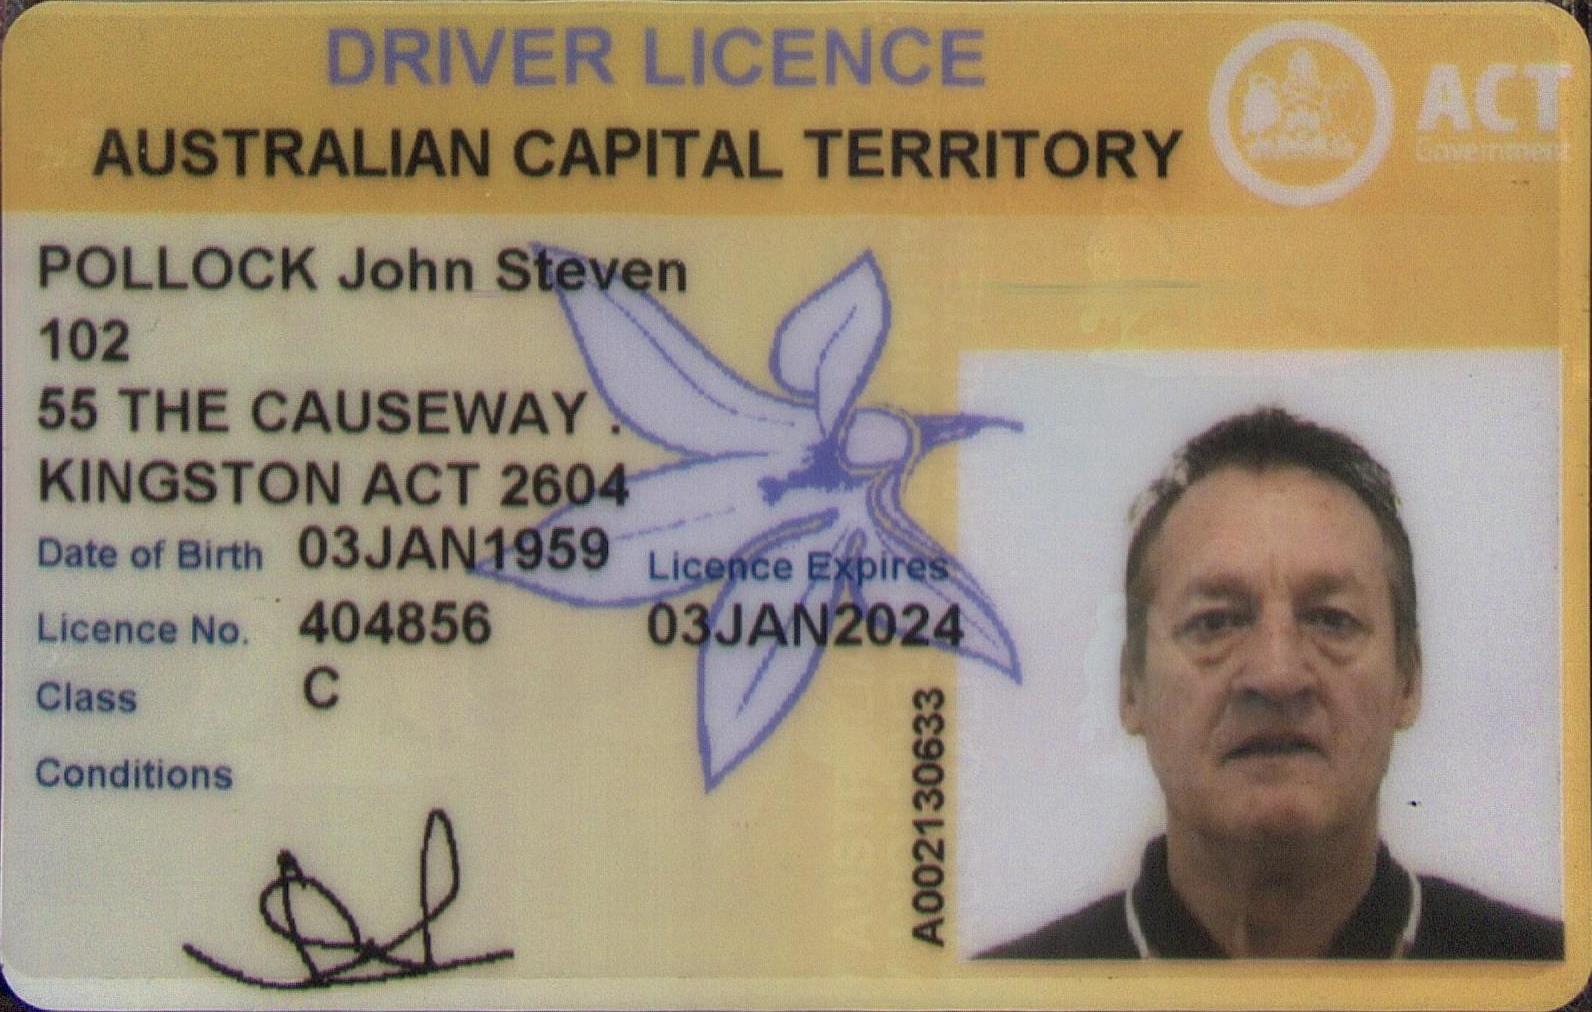 DRIVER LICENCE
AUSTRALIAN CAPITAL TERRITORY
ACT
Government
POLLOCK John Steven
102
55 THE CAUSEWAY .
KINGSTON ACT 2604
Date of Birth 03JAN1959
Licence Expires
Licence No. 404856 03JAN2024
Class C
Conditions
A002130633